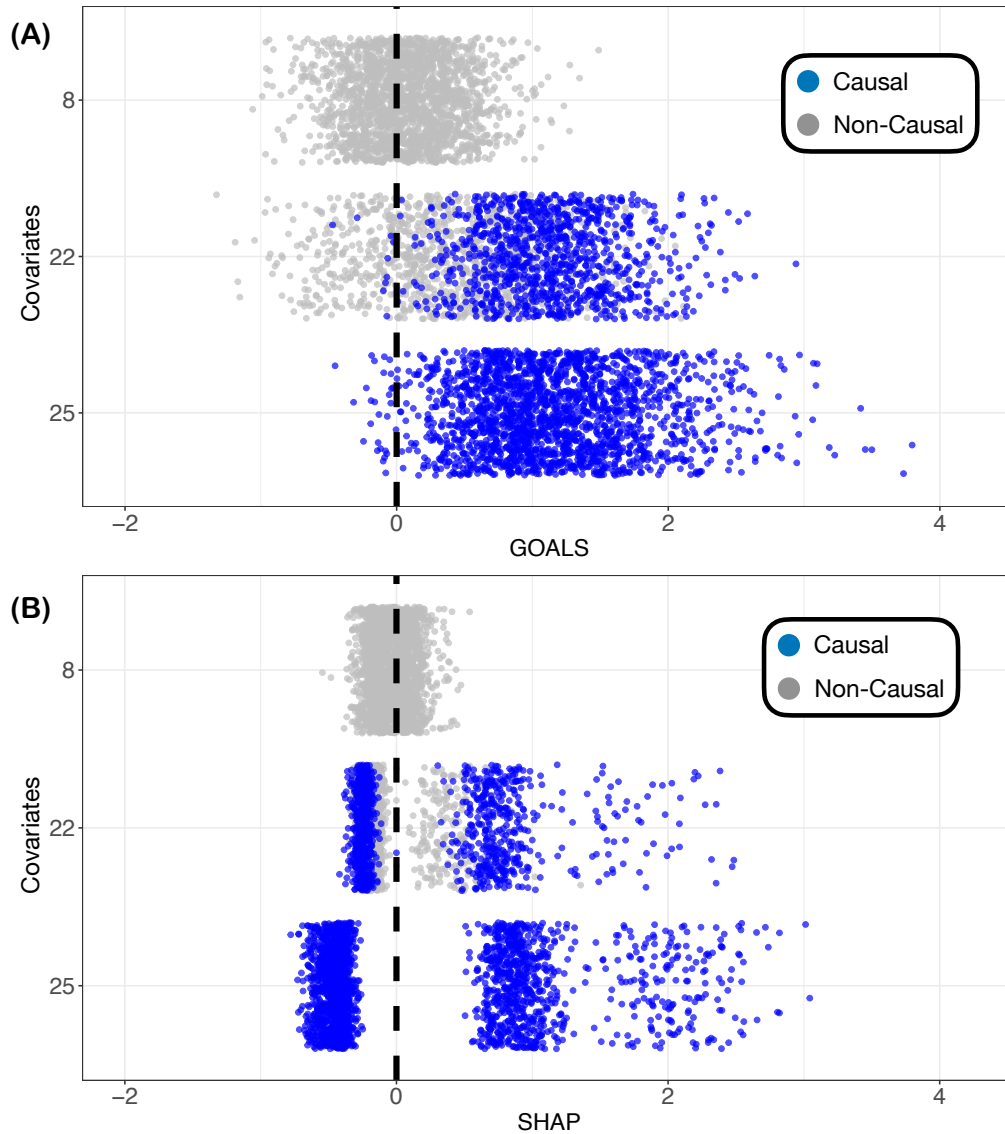 (A)
Causal
Non-Causal
Covariates
8
22
25
−2
0
2
4
GOALS
(B)
Causal
Non-Causal
Covariates
8
22
25
−2
0
2
4
SHAP